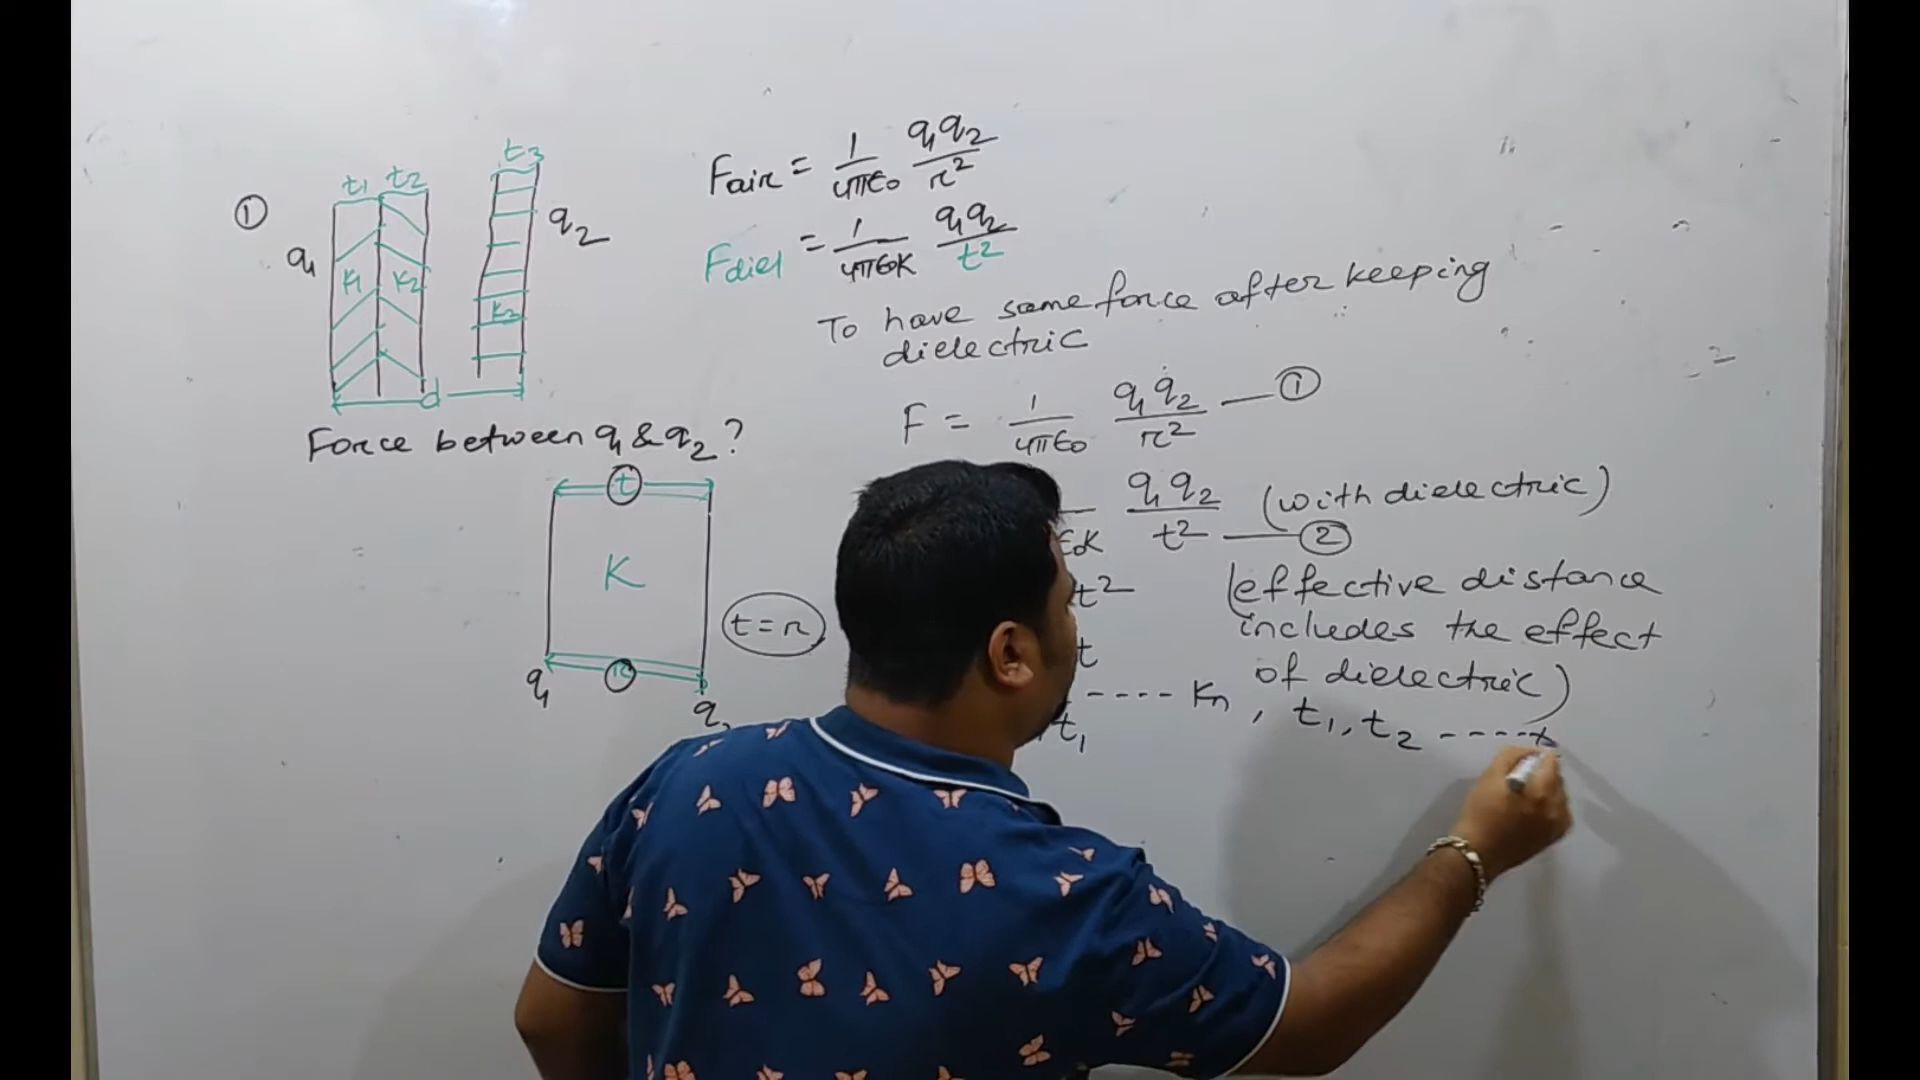 ①
t1 t2 t3
q1 K1 K2 K3 q2
d
Force between q1 & q2 ?
t
K
r
q1 q2
t = r
Fair = 1/4πϵ0 q1q2/r²
Fdiel = 1/4πϵ0K q1q2/t²
To have same force after keeping
dielectric
F = 1/4πϵ0 q1q2/r² — ①
ϵ0K q1q2/t² (with dielectric) — ②
t² (effective distance
t includes the effect
of dielectric)
---- Kn , t1, t2 ----
t1